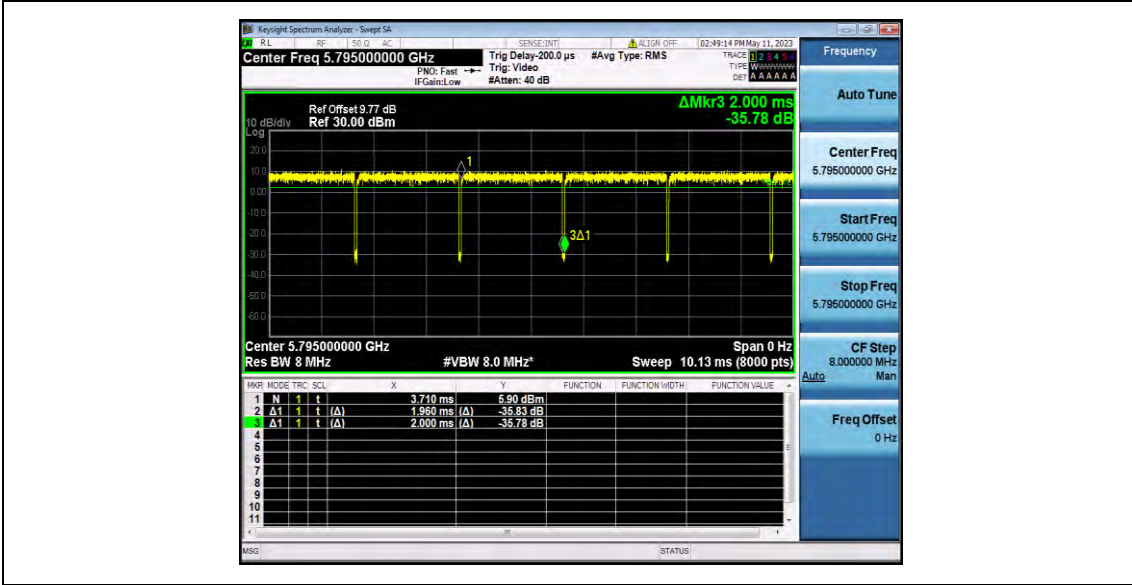 Keysight Spectrum Analyzer - Swept SA
RL RF 50 Ω AC SENSE:INT ALIGN OFF 02:49:14 PM May 11, 2023
Center Freq 5.795000000 GHz
PNO: Fast
IFGain:Low
Trig Delay-200.0 µs
Trig: Video
#Atten: 40 dB
#Avg Type: RMS
TRACE 1 2 3 4 5 6
TYPE W
DET A A A A A A
Ref Offset 9.77 dB
Ref 30.00 dBm
10 dB/div
Log
ΔMkr3 2.000 ms
-35.78 dB
20.0
10.0
0.00
-10.0
-20.0
-30.0
-40.0
-50.0
-60.0
1
3Δ1
Center 5.795000000 GHz Span 0 Hz
Res BW 8 MHz #VBW 8.0 MHz* Sweep 10.13 ms (8000 pts)
MKR MODE TRC SCL X Y FUNCTION FUNCTION WIDTH FUNCTION VALUE
1 N 1 t 3.710 ms 5.90 dBm
2 Δ1 1 t (Δ) 1.960 ms (Δ) -35.83 dB
3 Δ1 1 t (Δ) 2.000 ms (Δ) -35.78 dB
4
5
6
7
8
9
10
11
MSG STATUS
Frequency
Auto Tune
Center Freq
5.795000000 GHz
Start Freq
5.795000000 GHz
Stop Freq
5.795000000 GHz
CF Step
8.000000 MHz
Auto Man
Freq Offset
0 Hz